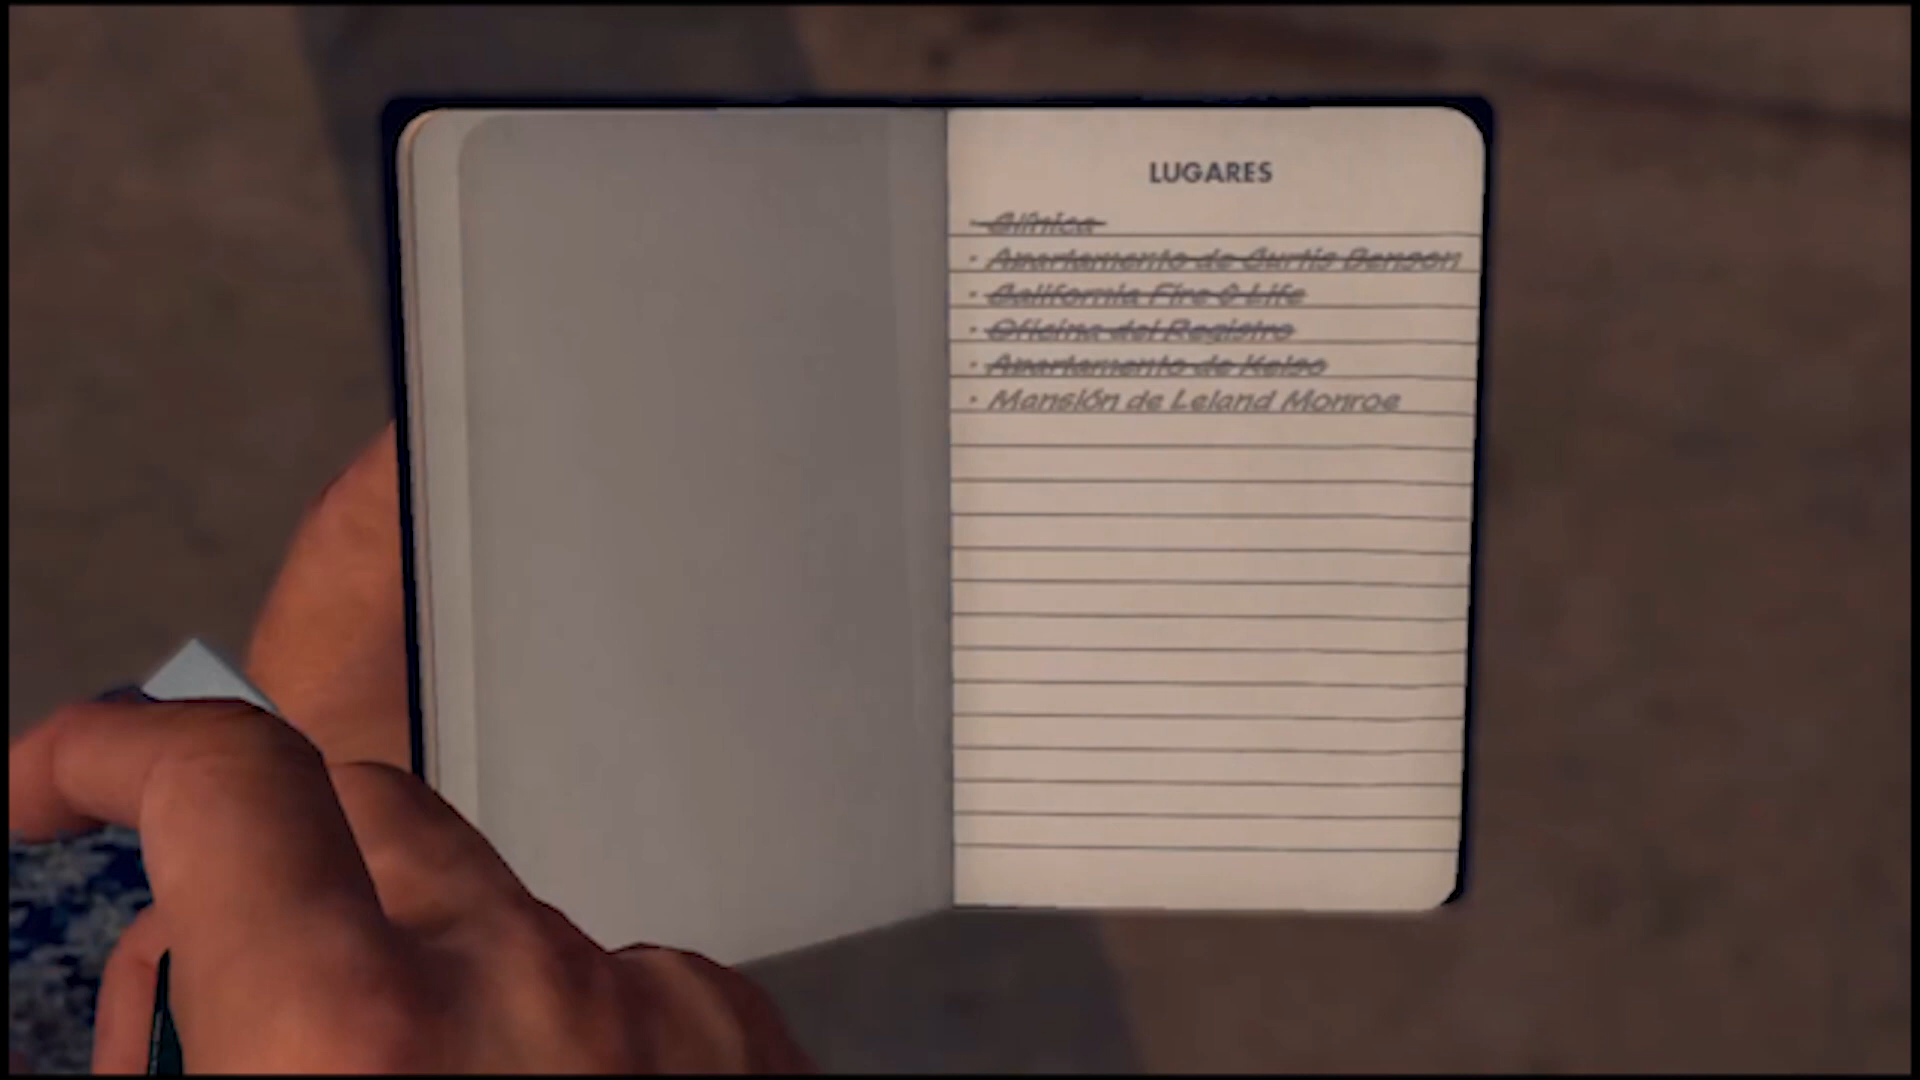 LUGARES
· Clínica
· Apartamento de Curtis Benson
· California Fire & Life
· Oficina del Registro
· Apartamento de Kelso
· Mansión de Leland Monroe